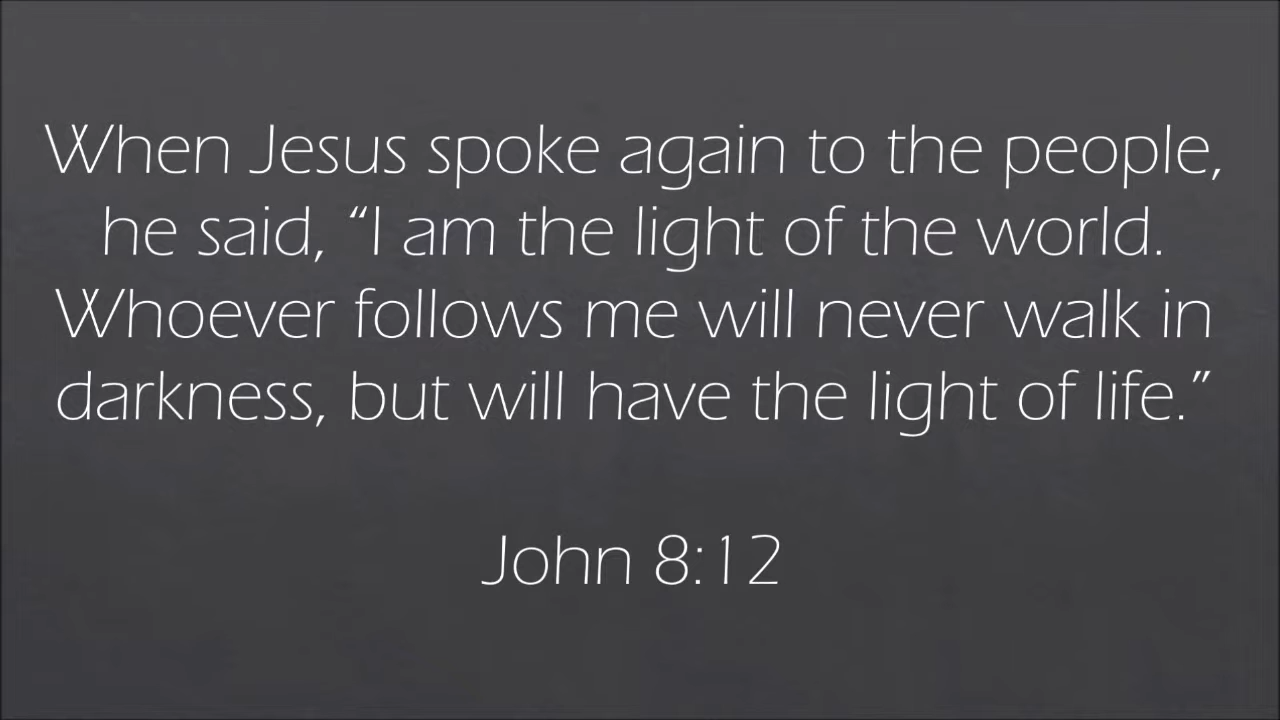 When Jesus spoke again to the people,
he said, “I am the light of the world.
Whoever follows me will never walk in
darkness, but will have the light of life.”
John 8:12